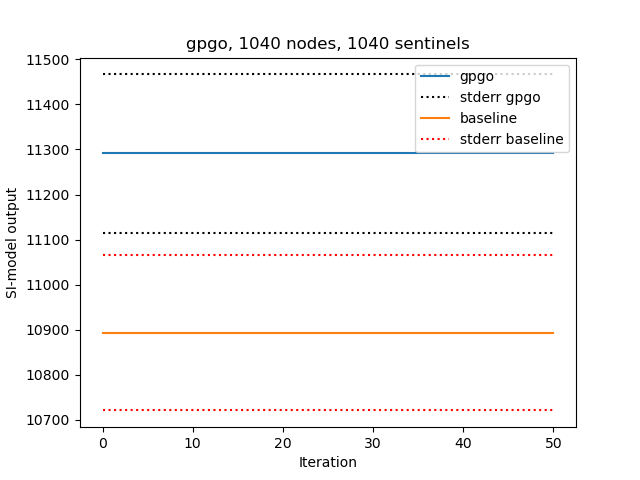 gpgo, 1040 nodes, 1040 sentinels
11500
11400
11300
11200
11100
11000
10900
10800
10700
SI-model output
gpgo
stderr gpgo
baseline
stderr baseline
0 10 20 30 40 50
Iteration